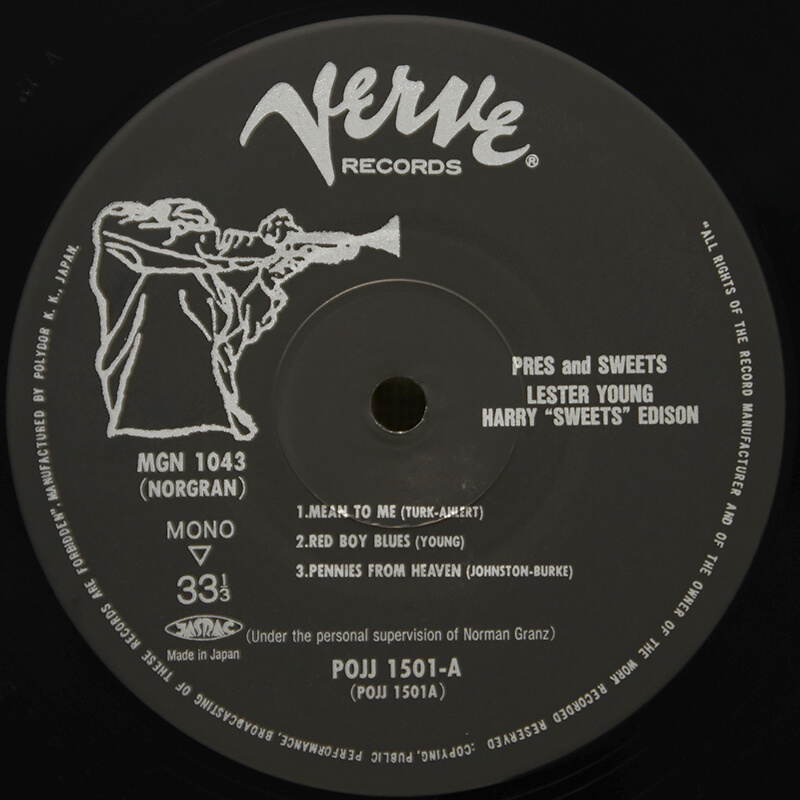 Verve
RECORDS®
PRES and SWEETS
LESTER YOUNG
HARRY "SWEETS" EDISON
MGN 1043
(NORGRAN)
MONO
▽
33 1/3
JASRAC
Made in Japan
1.MEAN TO ME (TURK-AHLERT)
2.RED BOY BLUES (YOUNG)
3.PENNIES FROM HEAVEN (JOHNSTON-BURKE)
(Under the personal supervision of Norman Granz)
POJJ 1501-A
(POJJ 1501A)
"ALL RIGHTS OF THE RECORD MANUFACTURER AND OF THE OWNER OF THE WORK RECORDED RESERVED :COPYING, PUBLIC PERFORMANCE, BROADCASTING OF THESE RECORDS ARE FORBIDDEN", MANUFACTURED BY POLYDOR K. K., JAPAN.